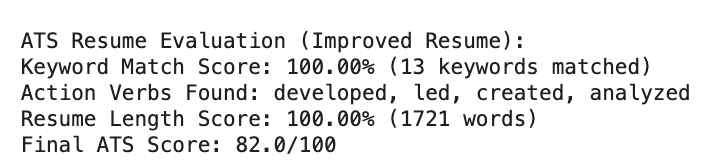 ATS Resume Evaluation (Improved Resume):
Keyword Match Score: 100.00% (13 keywords matched)
Action Verbs Found: developed, led, created, analyzed
Resume Length Score: 100.00% (1721 words)
Final ATS Score: 82.0/100